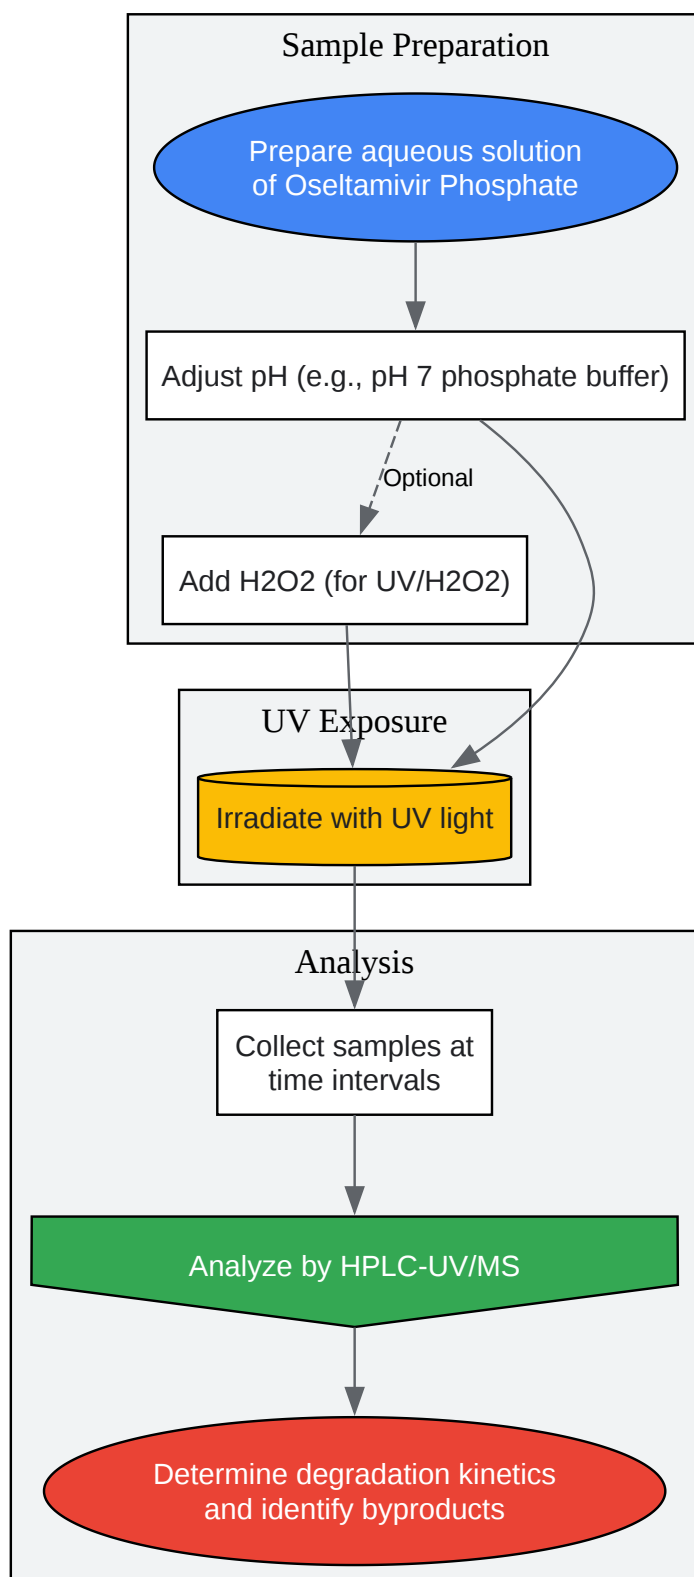 Sample Preparation
Prepare aqueous solution
of Oseltamivir Phosphate
Adjust pH (e.g., pH 7 phosphate buffer)
Optional
Add H2O2 (for UV/H2O2)
UV Exposure
Irradiate with UV light
Analysis
Collect samples at
time intervals
Analyze by HPLC-UV/MS
Determine degradation kinetics
and identify byproducts